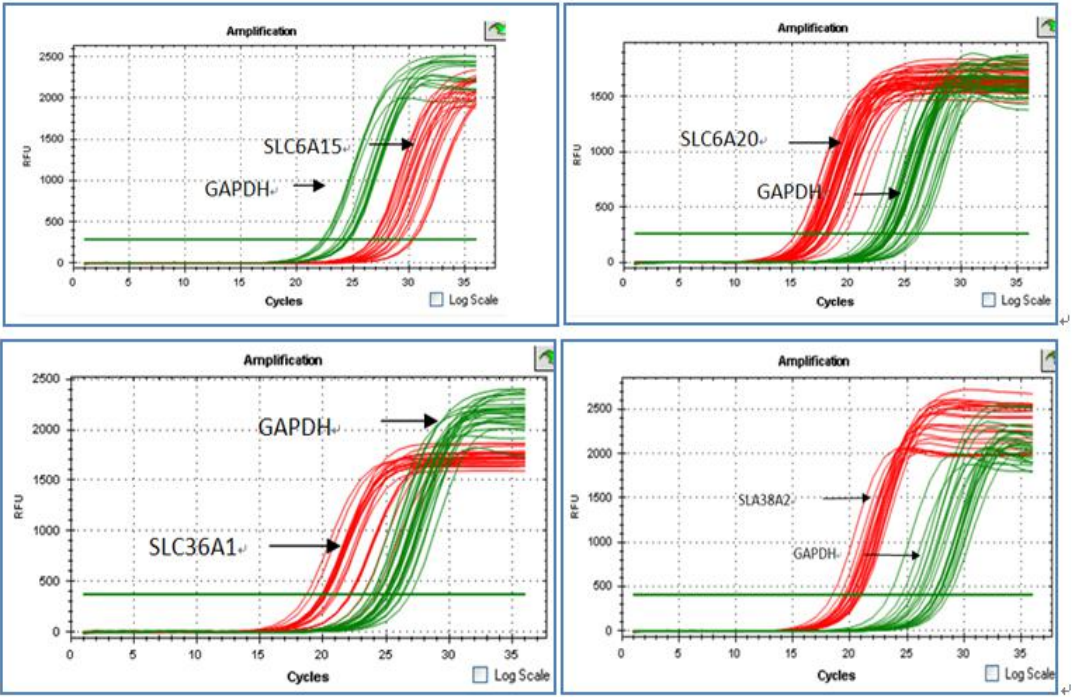 Amplification
2500
2000
1500
1000
500
0
RFU
SLC6A15
GAPDH
0 5 10 15 20 25 30 35
Cycles
Log Scale
Amplification
1500
1000
500
0
RFU
SLC6A20
GAPDH
0 5 10 15 20 25 30 35
Cycles
Log Scale
Amplification
2500
2000
1500
1000
500
0
RFU
GAPDH
SLC36A1
0 5 10 15 20 25 30 35
Cycles
Log Scale
Amplification
2500
2000
1500
1000
500
0
RFU
SLA38A2
GAPDH
0 5 10 15 20 25 30 35
Cycles
Log Scale